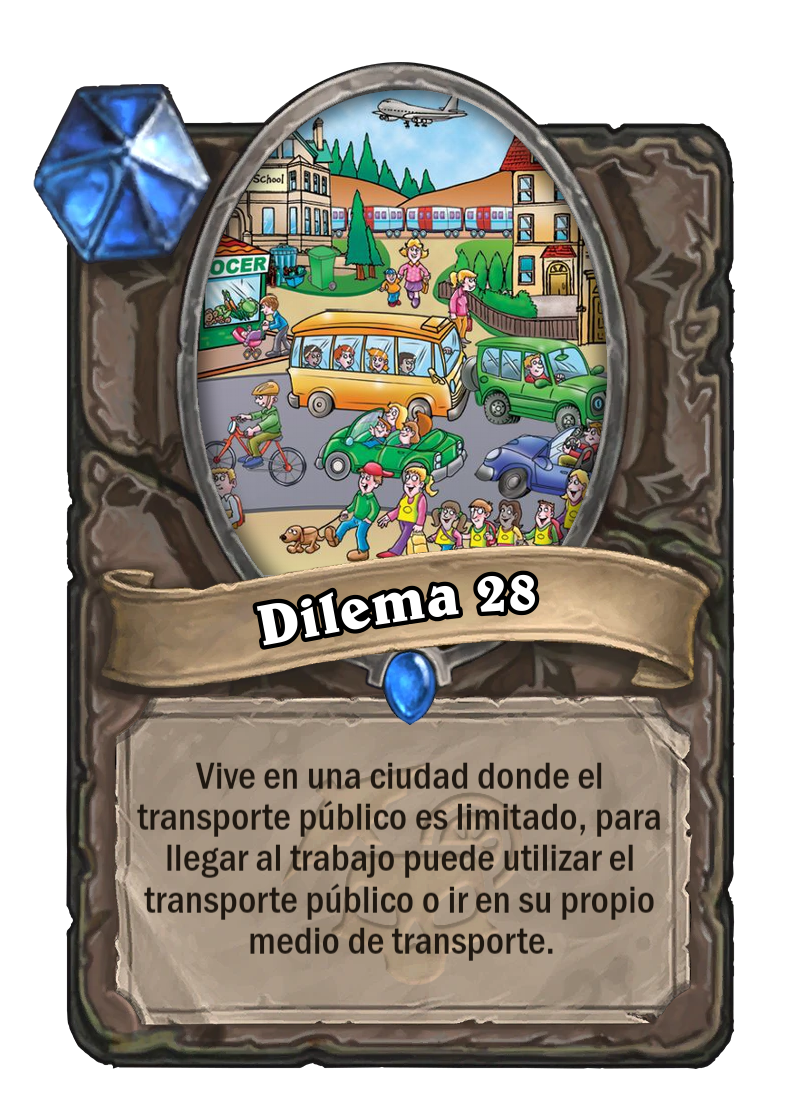 School
OCER
Dilema 28
Vive en una ciudad donde el
transporte público es limitado, para
llegar al trabajo puede utilizar el
transporte público o ir en su propio
medio de transporte.